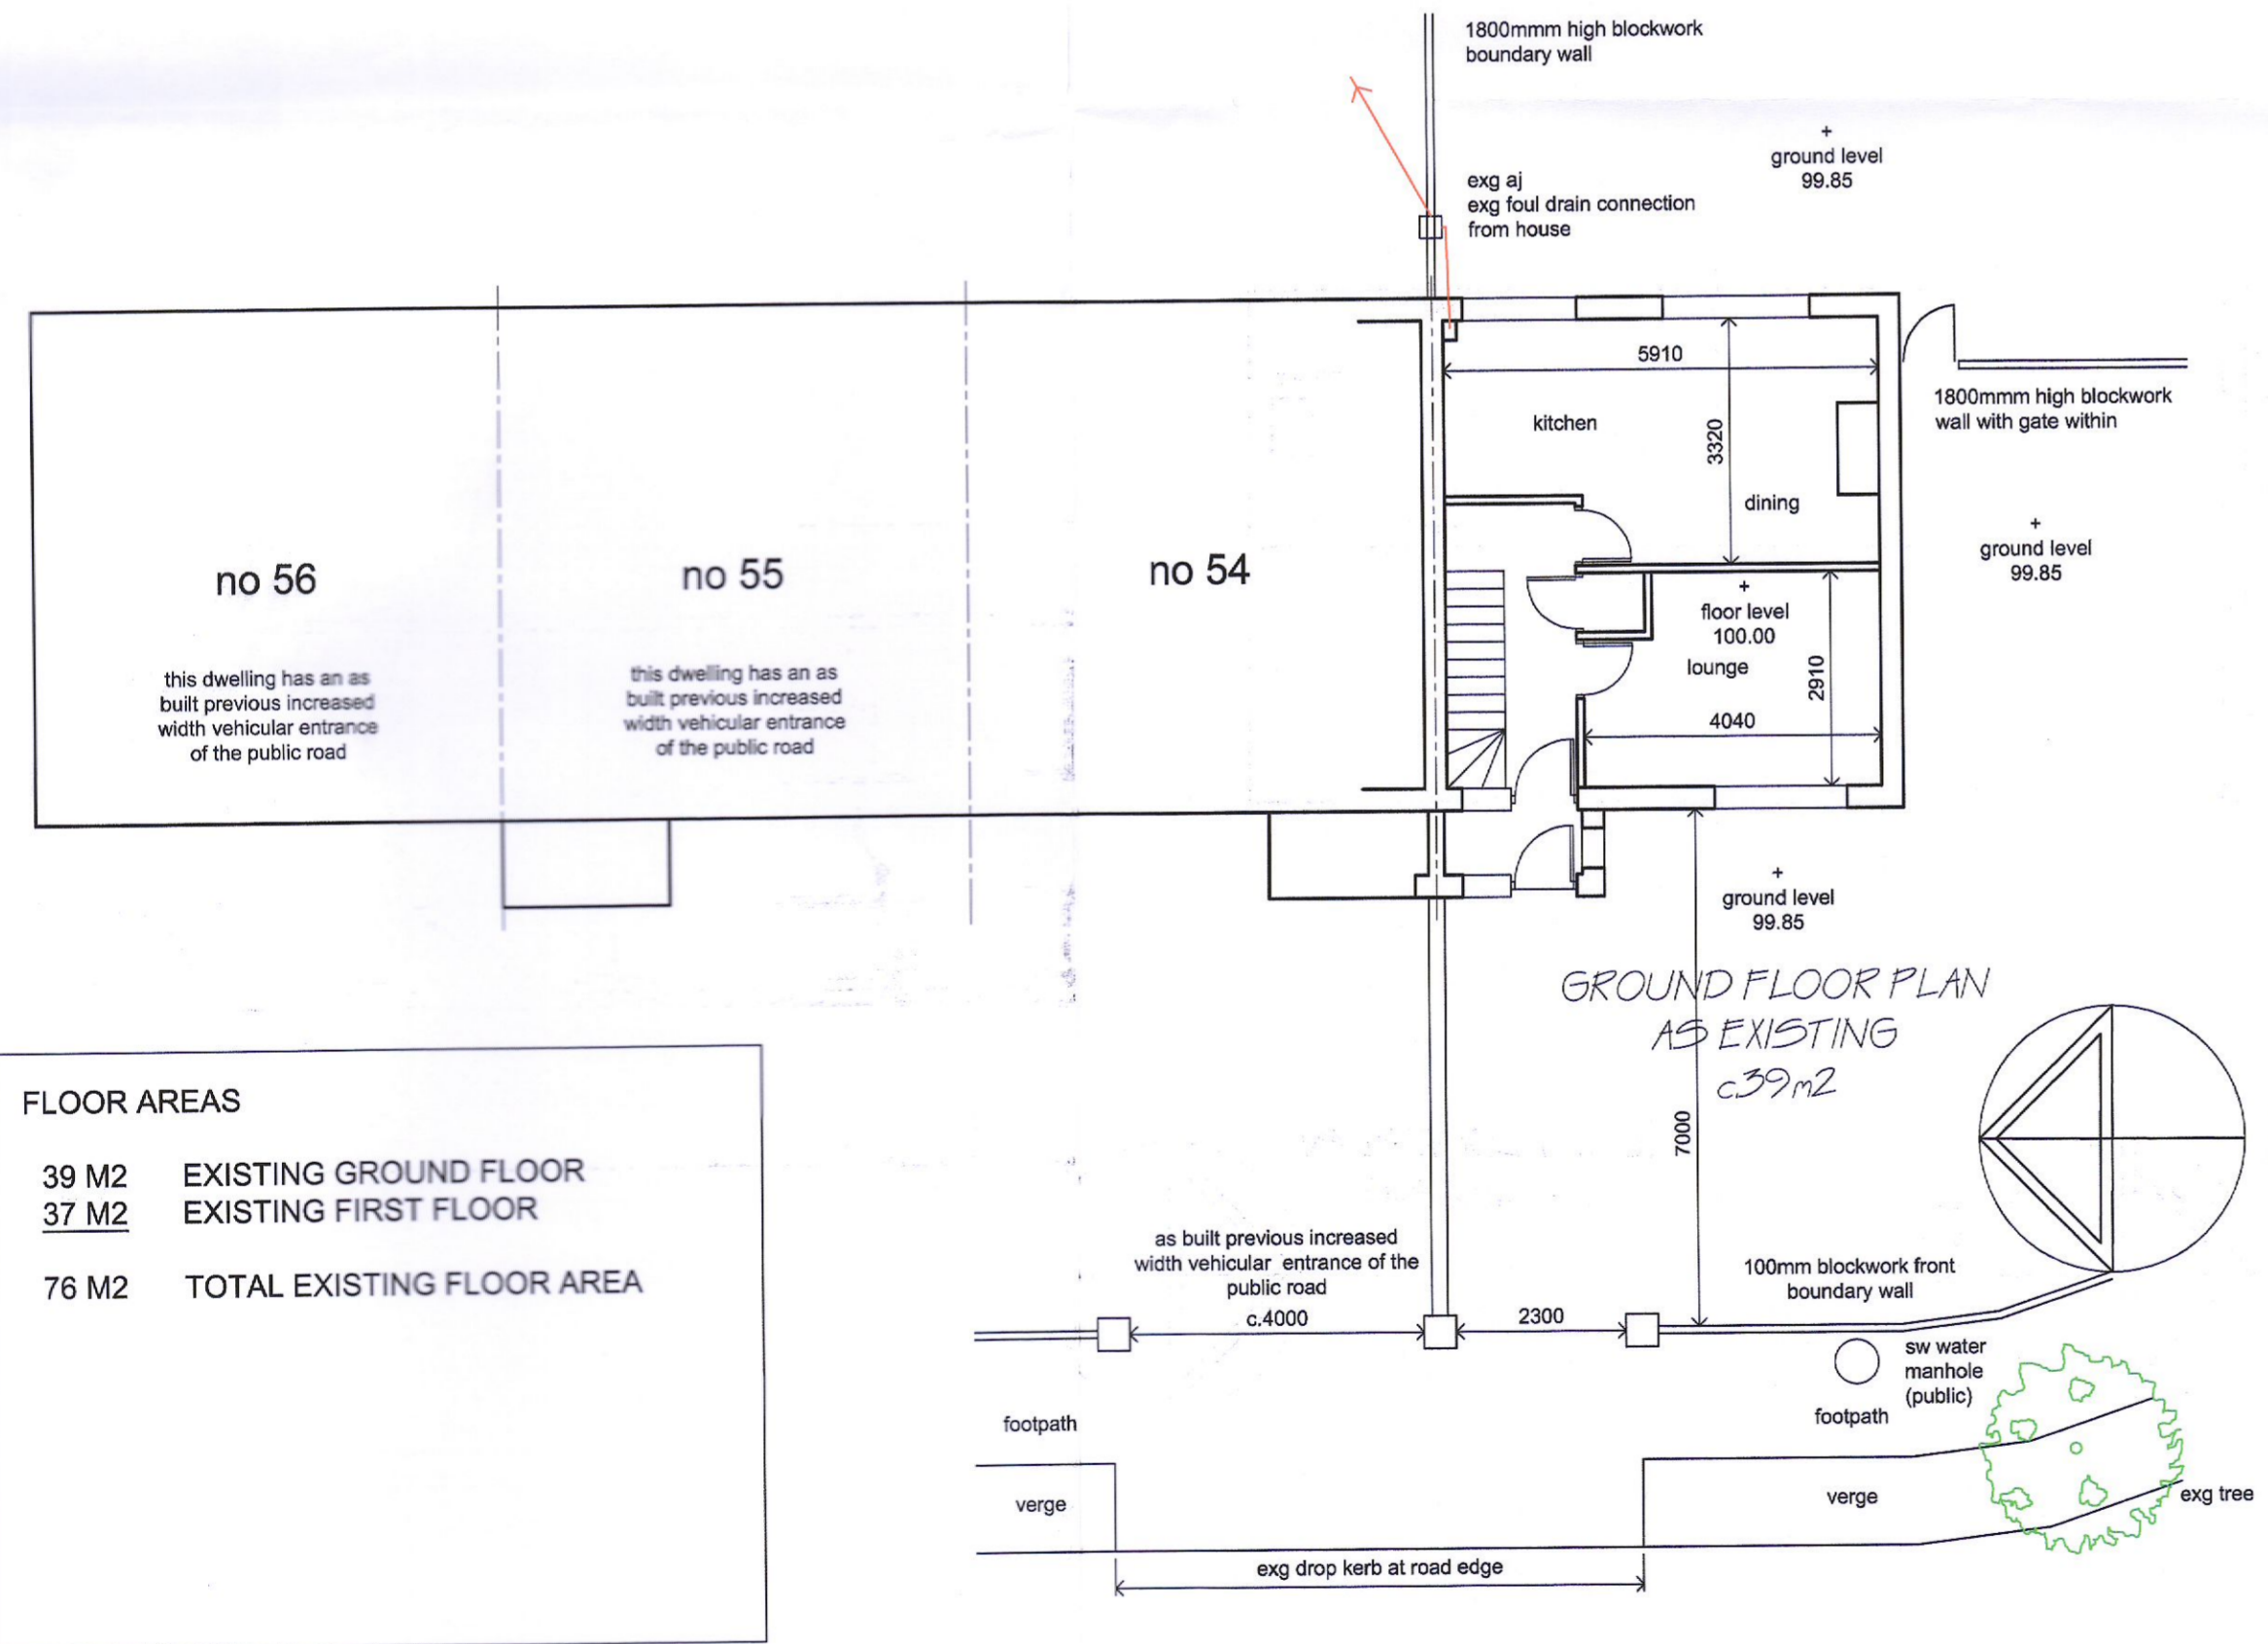 1800mmm high blockwork
boundary wall
+
ground level
99.85
exg aj
exg foul drain connection
from house
5910
1800mmm high blockwork
wall with gate within
kitchen
3320
dining
+
ground level
99.85
no 56
no 55
no 54
+
floor level
100.00
lounge
2910
4040
this dwelling has an as
built previous increased
width vehicular entrance
of the public road
this dwelling has an as
built previous increased
width vehicular entrance
of the public road
+
ground level
99.85
GROUND FLOOR PLAN
AS EXISTING
c.39m2
7000
FLOOR AREAS
39 M2 EXISTING GROUND FLOOR
37 M2 EXISTING FIRST FLOOR
76 M2 TOTAL EXISTING FLOOR AREA
as built previous increased
width vehicular entrance of the
public road
c.4000
2300
100mm blockwork front
boundary wall
sw water
manhole
(public)
footpath
footpath
verge
verge
exg tree
exg drop kerb at road edge